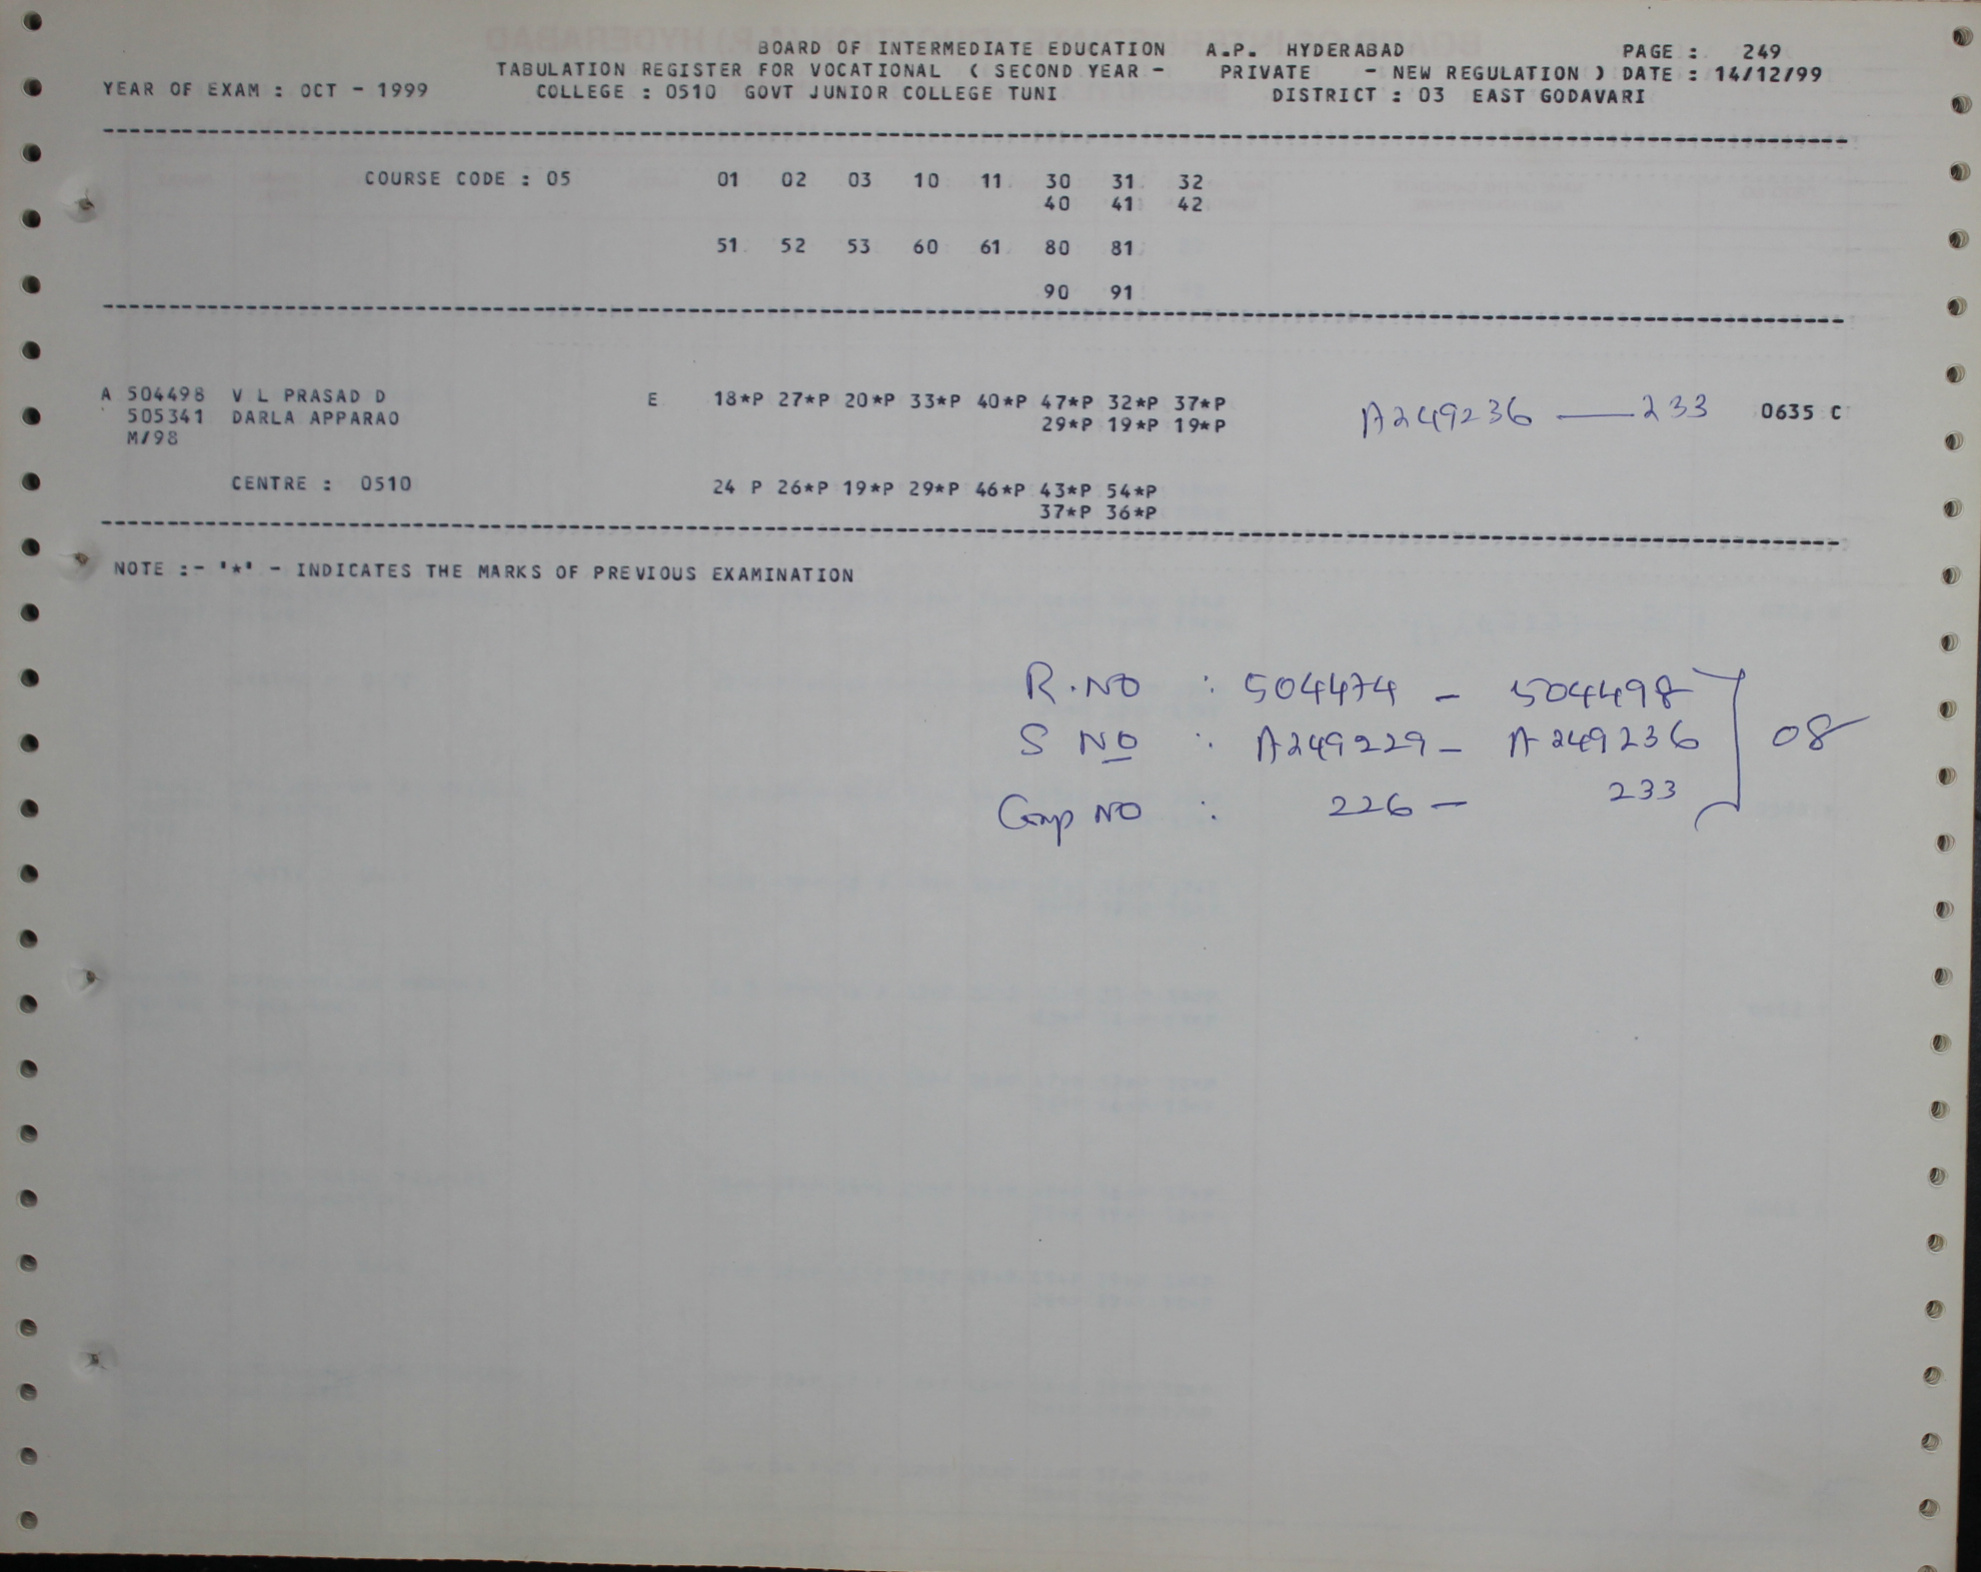 BOARD OF INTERMEDIATE EDUCATION A.P. HYDERABAD PAGE : 249
TABULATION REGISTER FOR VOCATIONAL ( SECOND YEAR - PRIVATE - NEW REGULATION ) DATE : 14/12/99
YEAR OF EXAM : OCT - 1999 COLLEGE : 0510 GOVT JUNIOR COLLEGE TUNI DISTRICT : 03 EAST GODAVARI
COURSE CODE : 05 01 02 03 10 11 30 31 32
40 41 42
51 52 53 60 61 80 81
90 91
A 504498 V L PRASAD D E 18*P 27*P 20*P 33*P 40*P 47*P 32*P 37*P A249236 — 233 0635 C
505341 DARLA APPARAO 29*P 19*P 19*P
M/98
CENTRE : 0510 24 P 26*P 19*P 29*P 46*P 43*P 54*P
37*P 36*P
NOTE :- '*' - INDICATES THE MARKS OF PREVIOUS EXAMINATION
R.NO : 504474 - 504498
S NO : A249229 - A249236 08
NO : 226 - 233